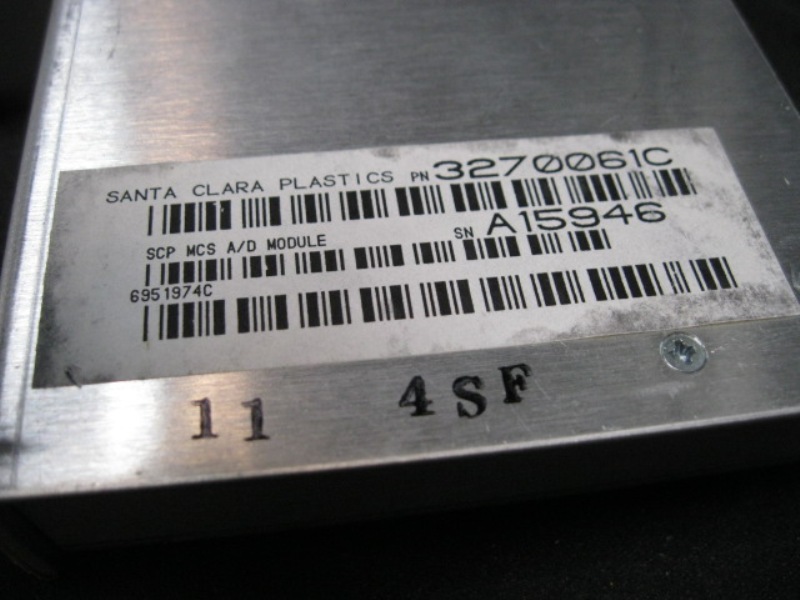 SANTA CLARA PLASTICS PN 3270061C
SCP MCS A/D MODULE SN A15946
6951974C
11 4SF